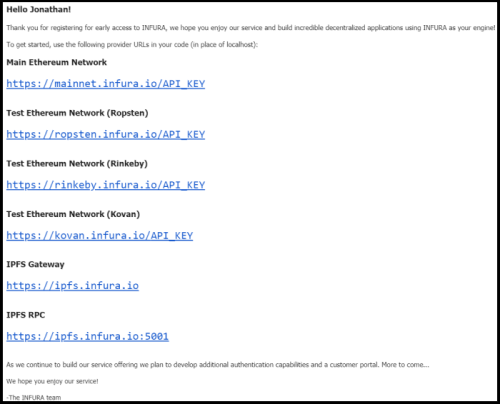 Hello Jonathan!
Thank you for registering for early access to INFURA, we hope you enjoy our service and build incredible decentralized applications using INFURA as your engine!
To get started, use the following provider URLs in your code (in place of localhost):
Main Ethereum Network
https://mainnet.infura.io/API_KEY
Test Ethereum Network (Ropsten)
https://ropsten.infura.io/API_KEY
Test Ethereum Network (Rinkeby)
https://rinkeby.infura.io/API_KEY
Test Ethereum Network (Kovan)
https://kovan.infura.io/API_KEY
IPFS Gateway
https://ipfs.infura.io
IPFS RPC
https://ipfs.infura.io:5001
As we continue to build our service offering we plan to develop additional authentication capabilities and a customer portal. More to come...
We hope you enjoy our service!
-The INFURA team